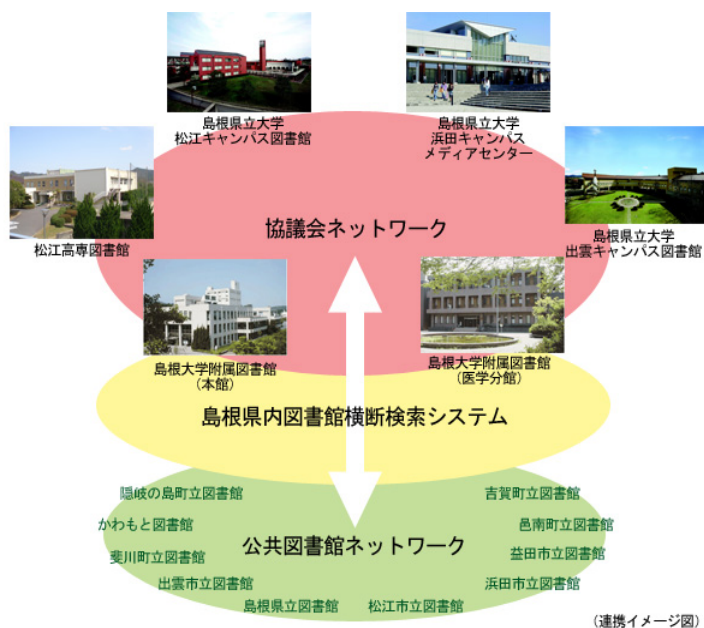 島根県立大学
松江キャンパス図書館
島根県立大学
浜田キャンパス
メディアセンター
松江高専図書館
協議会ネットワーク
島根県立大学
出雲キャンパス図書館
島根大学附属図書館
（本館）
島根大学附属図書館
（医学分館）
島根県内図書館横断検索システム
隠岐の島町立図書館
吉賀町立図書館
かわもと図書館
邑南町立図書館
公共図書館ネットワーク
斐川町立図書館
益田市立図書館
出雲市立図書館
浜田市立図書館
島根県立図書館
松江市立図書館
（連携イメージ図）